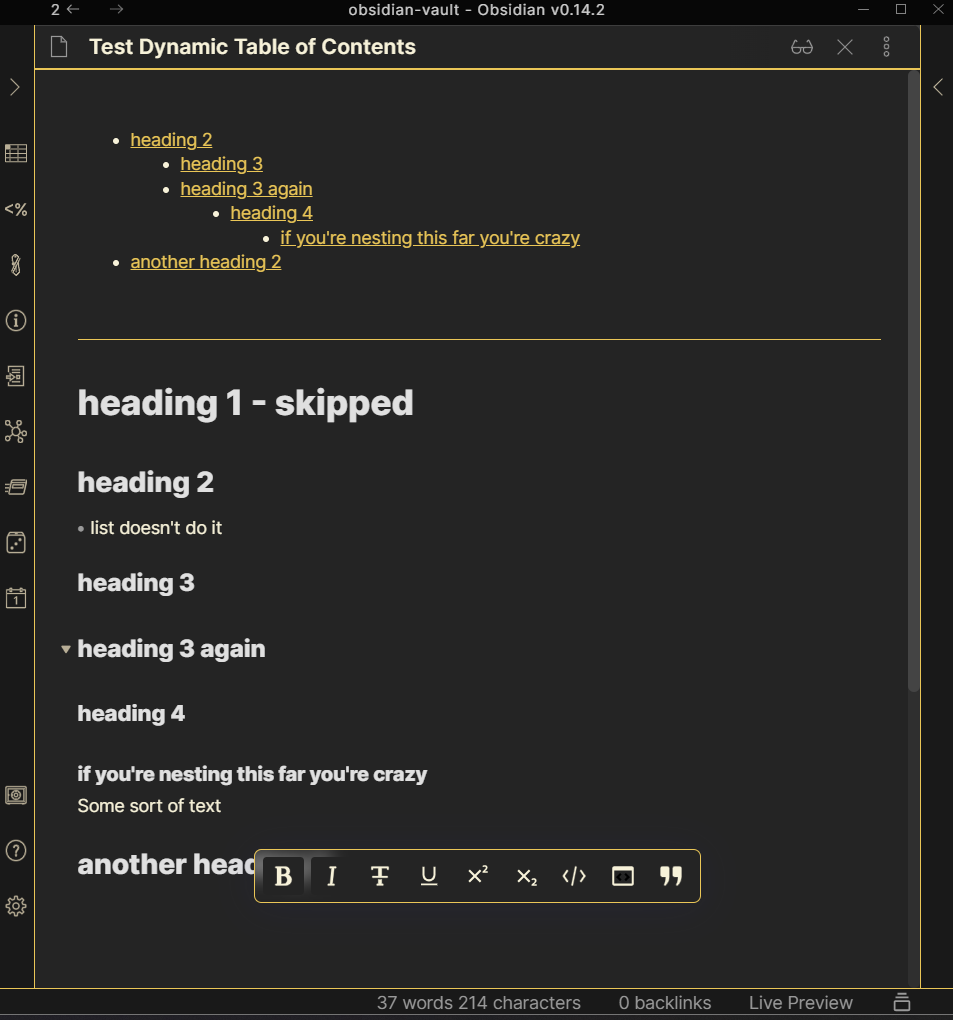 2
obsidian-vault - Obsidian v0.14.2
Test Dynamic Table of Contents
heading 2
heading 3
heading 3 again
heading 4
if you're nesting this far you're crazy
another heading 2
<%
heading 1 - skipped
heading 2
• list doesn't do it
heading 3
heading 3 again
heading 4
if you're nesting this far you're crazy
Some sort of text
another head
B I T U x² x₂ </>
1
37 words 214 characters 0 backlinks Live Preview